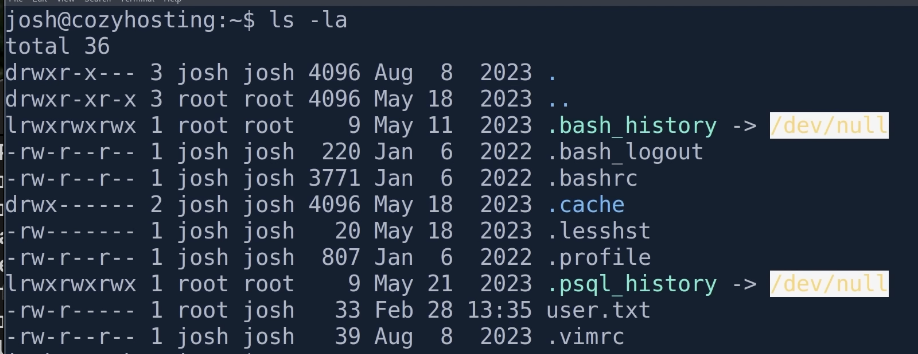 josh@cozyhosting:~$ ls -la
total 36
drwxr-x--- 3 josh josh 4096 Aug  8  2023 .
drwxr-xr-x 3 root root 4096 May 18  2023 ..
lrwxrwxrwx 1 root root    9 May 11  2023 .bash_history -> /dev/null
-rw-r--r-- 1 josh josh  220 Jan  6  2022 .bash_logout
-rw-r--r-- 1 josh josh 3771 Jan  6  2022 .bashrc
drwx------ 2 josh josh 4096 May 18  2023 .cache
-rw------- 1 josh josh   20 May 18  2023 .lesshst
-rw-r--r-- 1 josh josh  807 Jan  6  2022 .profile
lrwxrwxrwx 1 root root    9 May 21  2023 .psql_history -> /dev/null
-rw-r----- 1 root josh   33 Feb 28 13:35 user.txt
-rw-r--r-- 1 josh josh   39 Aug  8  2023 .vimrc